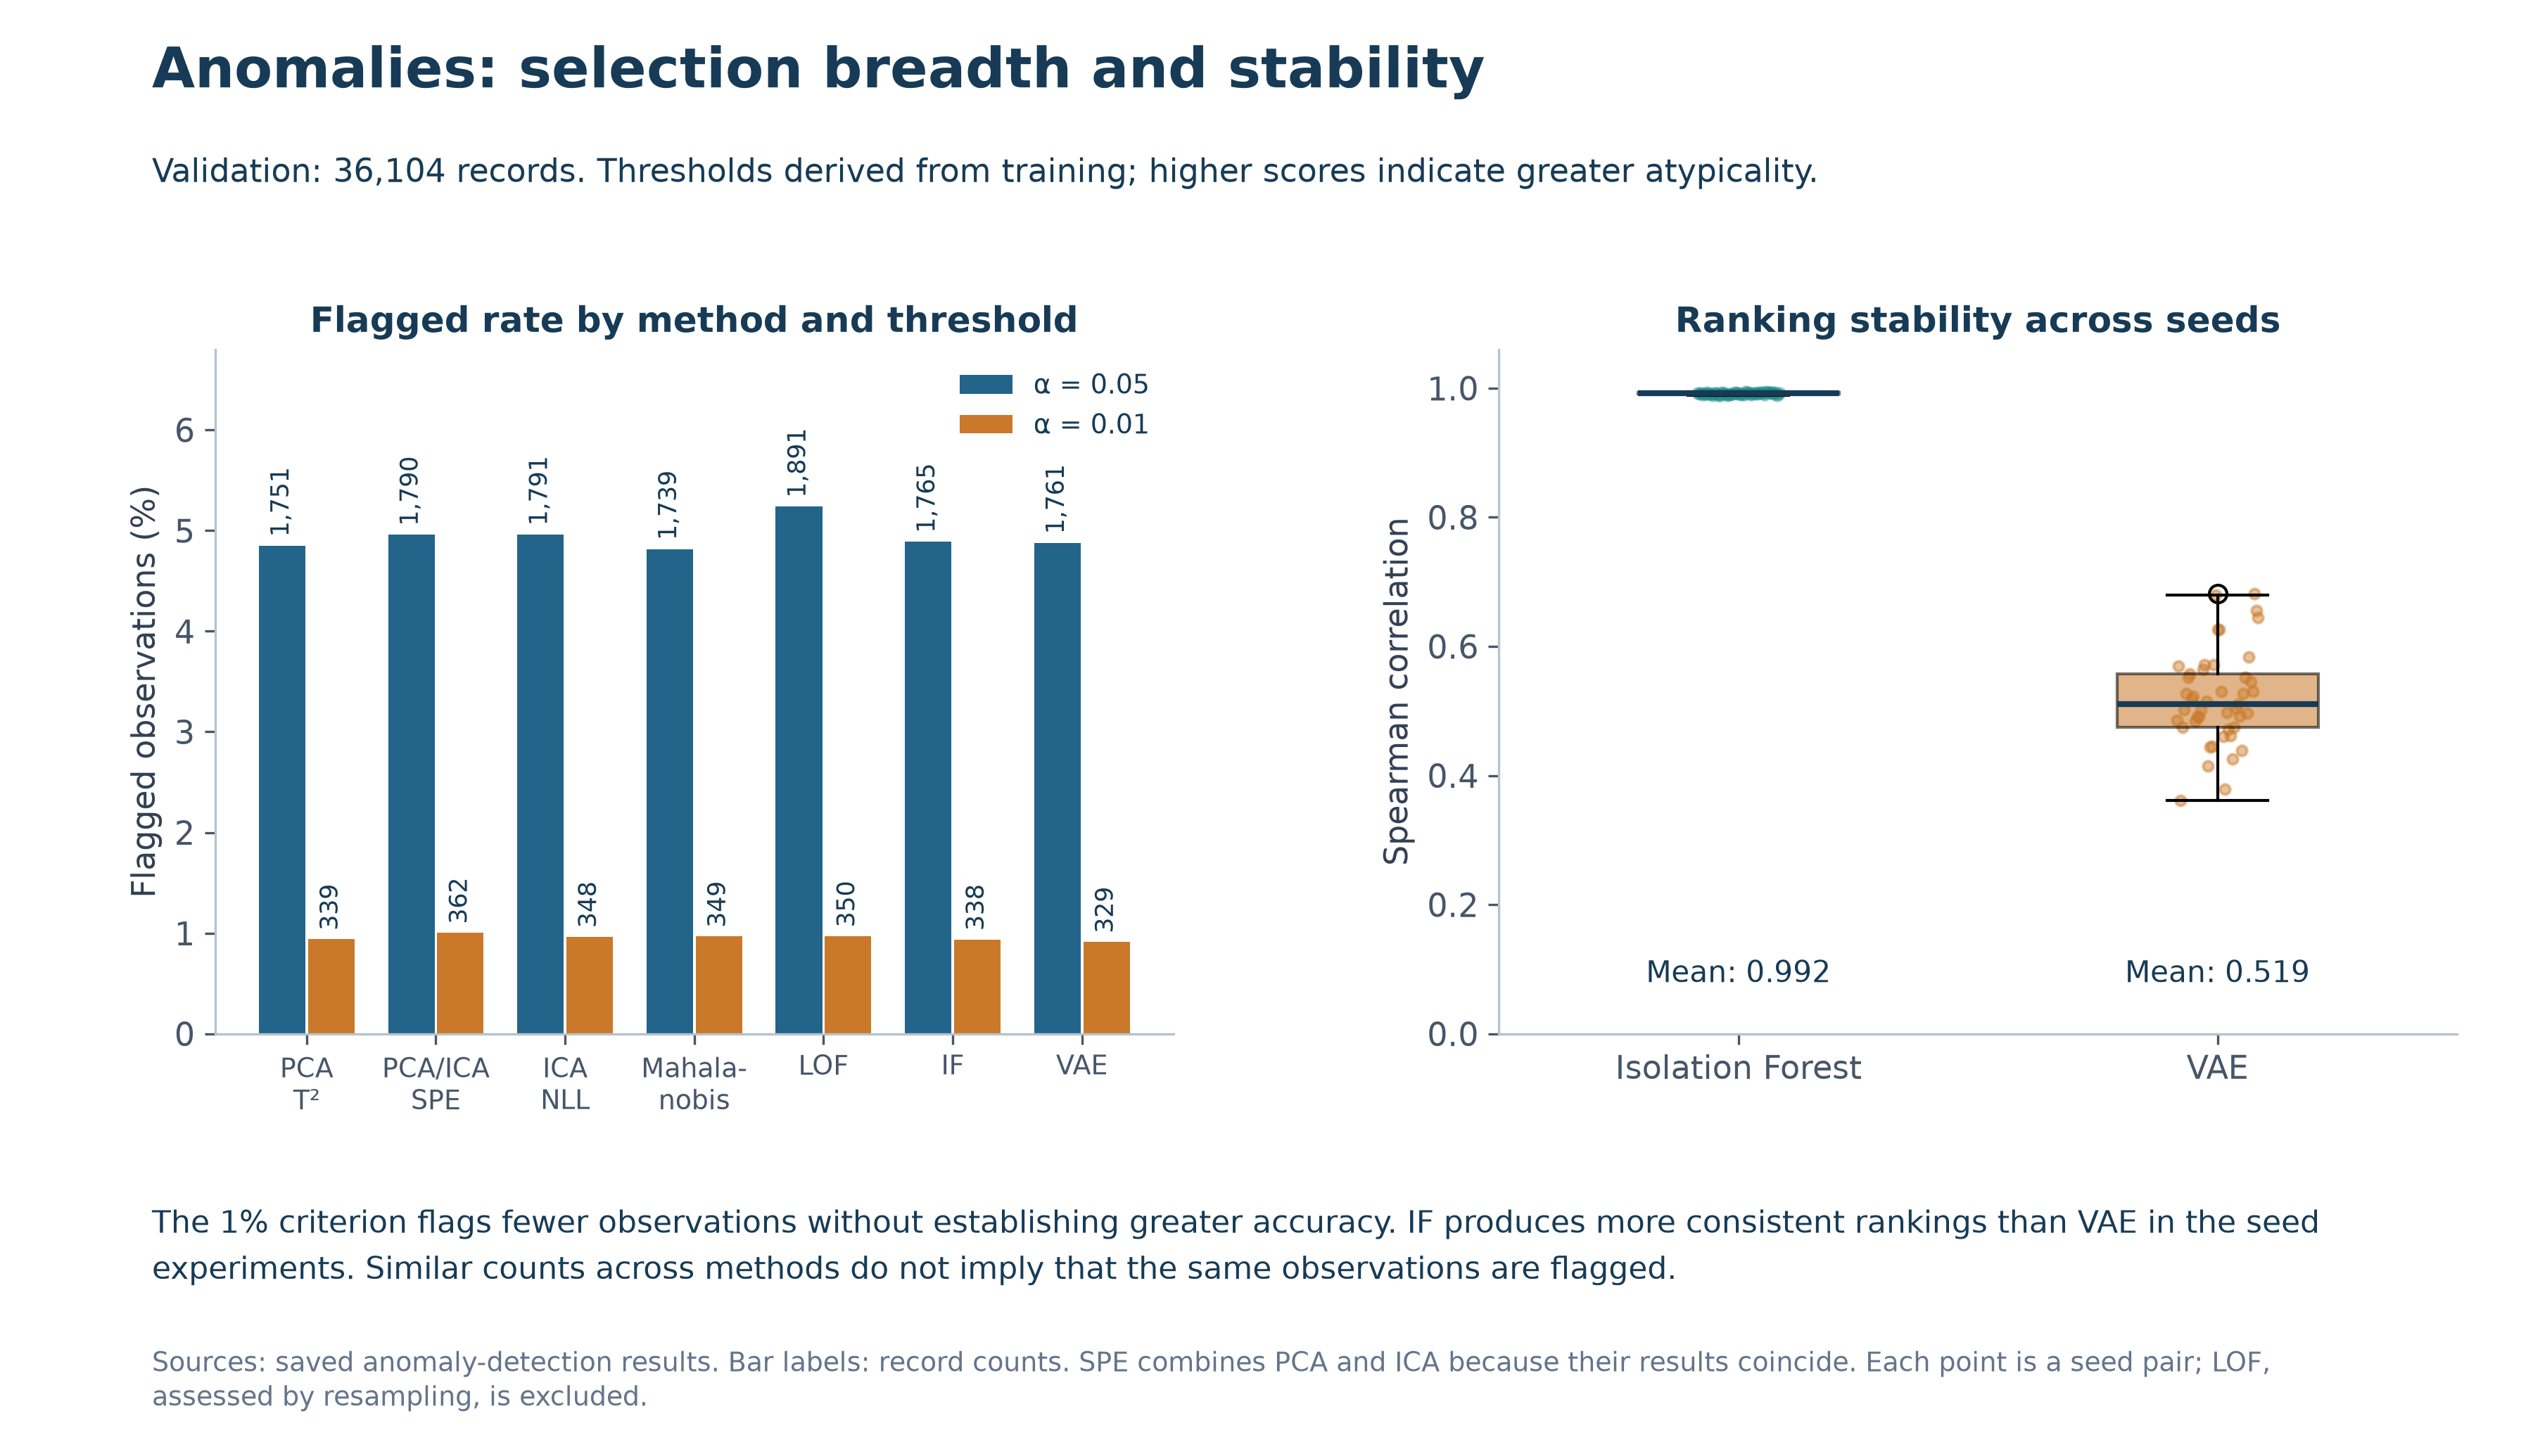 Anomalies: selection breadth and stability
Validation: 36,104 records. Thresholds derived from training; higher scores indicate greater atypicality.
Flagged rate by method and threshold
α = 0.05
α = 0.01
Flagged observations (%)
6
5
4
3
2
1
0
1,751
339
1,790
362
1,791
348
1,739
349
1,891
350
1,765
338
1,761
329
PCA
T²
PCA/ICA
SPE
ICA
NLL
Mahala-
nobis
LOF
IF
VAE
Ranking stability across seeds
Spearman correlation
1.0
0.8
0.6
0.4
0.2
0.0
Mean: 0.992
Mean: 0.519
Isolation Forest
VAE
The 1% criterion flags fewer observations without establishing greater accuracy. IF produces more consistent rankings than VAE in the seed
experiments. Similar counts across methods do not imply that the same observations are flagged.
Sources: saved anomaly-detection results. Bar labels: record counts. SPE combines PCA and ICA because their results coincide. Each point is a seed pair; LOF,
assessed by resampling, is excluded.